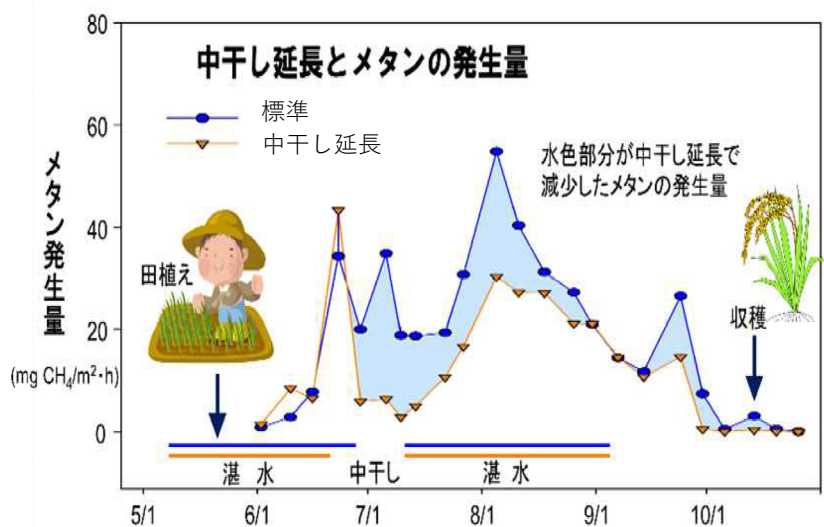 中干し延長とメタンの発生量
標準
中干し延長
水色部分が中干し延長で
減少したメタンの発生量
メタン発生量
(mg CH₄/m²・h)
80
60
40
20
0
田植え
収穫
湛水
中干し
湛水
5/1
6/1
7/1
8/1
9/1
10/1